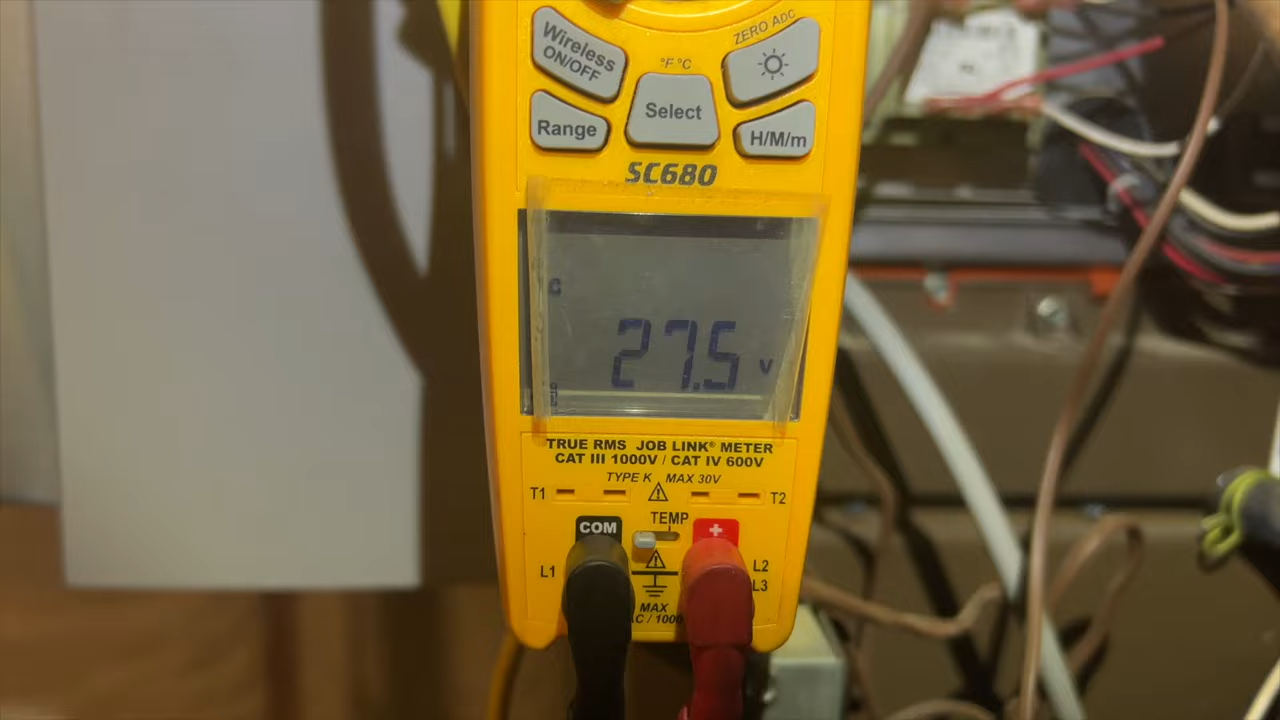 ZERO ADC
Wireless
ON/OFF
°F °C
Select
Range
H/M/m
SC680
27.5 V
TRUE RMS JOB LINK® METER
CAT III 1000V / CAT IV 600V
TYPE K MAX 30V
T1 T2
TEMP
COM
L1 L2
L3
MAX